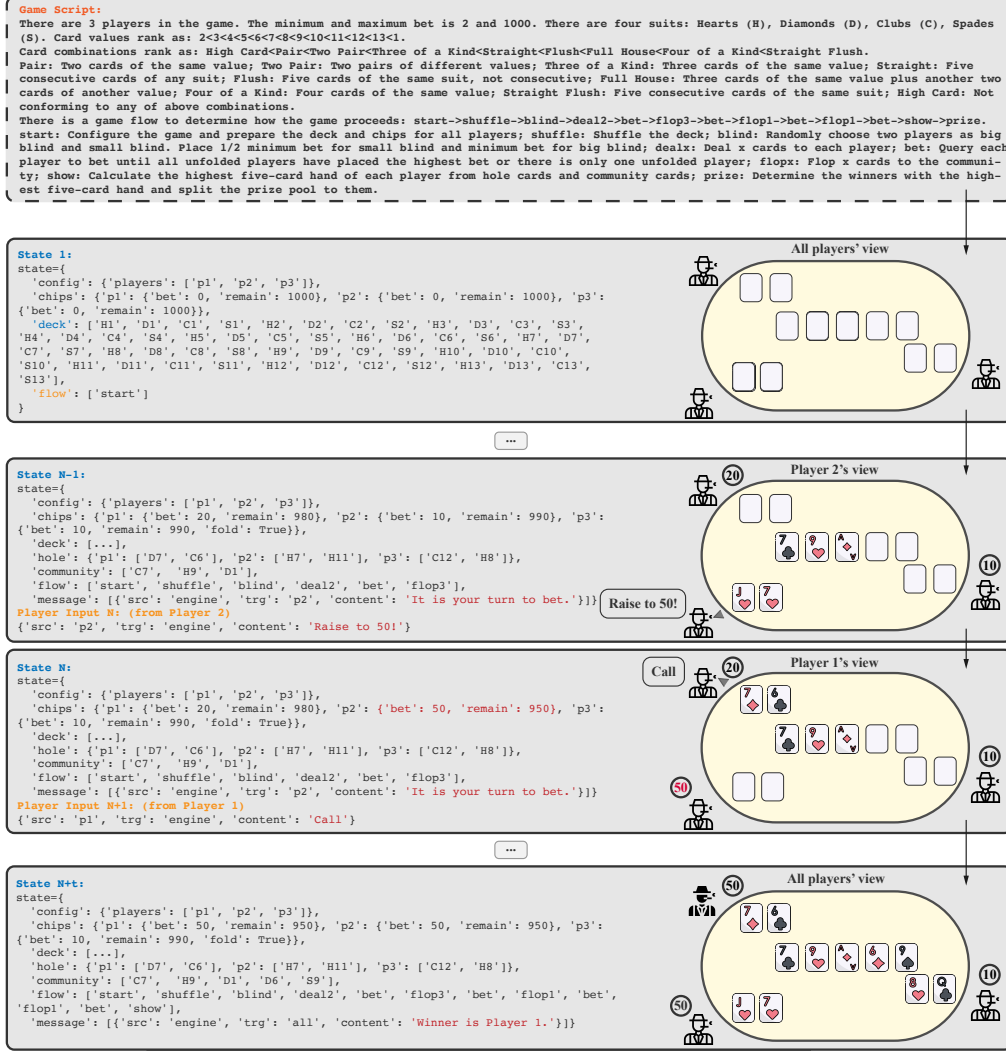 Game Script:
There are 3 players in the game. The minimum and maximum bet is 2 and 1000. There are four suits: Hearts (H), Diamonds (D), Clubs (C), Spades
(S). Card values rank as: 2<3<4<5<6<7<8<9<10<11<12<13<1.
Card combinations rank as: High Card<Pair<Two Pair<Three of a Kind<Straight<Flush<Full House<Four of a Kind<Straight Flush.
Pair: Two cards of the same value; Two Pair: Two pairs of different values; Three of a Kind: Three cards of the same value; Straight: Five
consecutive cards of any suit; Flush: Five cards of the same suit, not consecutive; Full House: Three cards of the same value plus another two
cards of another value; Four of a Kind: Four cards of the same value; Straight Flush: Five consecutive cards of the same suit; High Card: Not
conforming to any of above combinations.
There is a game flow to determine how the game proceeds: start->shuffle->blind->deal2->bet->flop3->bet->flop1->bet->flop1->bet->show->prize.
start: Configure the game and prepare the deck and chips for all players; shuffle: Shuffle the deck; blind: Randomly choose two players as big
blind and small blind. Place 1/2 minimum bet for small blind and minimum bet for big blind; dealx: Deal x cards to each player; bet: Query each
player to bet until all unfolded players have placed the highest bet or there is only one unfolded player; flopx: Flop x cards to the communi-
ty; show: Calculate the highest five-card hand of each player from hole cards and community cards; prize: Determine the winners with the high-
est five-card hand and split the prize pool to them.
State 1:
state={
'config': {'players': ['p1', 'p2', 'p3']},
'chips': {'p1': {'bet': 0, 'remain': 1000}, 'p2': {'bet': 0, 'remain': 1000}, 'p3':
{'bet': 0, 'remain': 1000}},
'deck': ['H1', 'D1', 'C1', 'S1', 'H2', 'D2', 'C2', 'S2', 'H3', 'D3', 'C3', 'S3',
'H4', 'D4', 'C4', 'S4', 'H5', 'D5', 'C5', 'S5', 'H6', 'D6', 'C6', 'S6', 'H7', 'D7',
'C7', 'S7', 'H8', 'D8', 'C8', 'S8', 'H9', 'D9', 'C9', 'S9', 'H10', 'D10', 'C10',
'S10', 'H11', 'D11', 'C11', 'S11', 'H12', 'D12', 'C12', 'S12', 'H13', 'D13', 'C13',
'S13'],
'flow': ['start']
}
All players' view
...
State N-1:
state={
'config': {'players': ['p1', 'p2', 'p3']},
'chips': {'p1': {'bet': 20, 'remain': 980}, 'p2': {'bet': 10, 'remain': 990}, 'p3':
{'bet': 10, 'remain': 990, 'fold': True}},
'deck': [...],
'hole': {'p1': ['D7', 'C6'], 'p2': ['H7', 'H11'], 'p3': ['C12', 'H8']},
'community': ['C7', 'H9', 'D1'],
'flow': ['start', 'shuffle', 'blind', 'deal2', 'bet', 'flop3'],
'message': [{'src': 'engine', 'trg': 'p2', 'content': 'It is your turn to bet.'}]}
Player Input N: (from Player 2)
{'src': 'p2', 'trg': 'engine', 'content': 'Raise to 50!'}
Player 2's view
20
7 9 A A
10
J 7
Raise to 50!
State N:
state={
'config': {'players': ['p1', 'p2', 'p3']},
'chips': {'p1': {'bet': 20, 'remain': 980}, 'p2': {'bet': 50, 'remain': 950}, 'p3':
{'bet': 10, 'remain': 990, 'fold': True}},
'deck': [...],
'hole': {'p1': ['D7', 'C6'], 'p2': ['H7', 'H11'], 'p3': ['C12', 'H8']},
'community': ['C7', 'H9', 'D1'],
'flow': ['start', 'shuffle', 'blind', 'deal2', 'bet', 'flop3'],
'message': [{'src': 'engine', 'trg': 'p2', 'content': 'It is your turn to bet.'}]}
Player Input N+1: (from Player 1)
{'src': 'p1', 'trg': 'engine', 'content': 'Call'}
Player 1's view
Call
20
7 6
7 9 A A
10
50
...
State N+t:
state={
'config': {'players': ['p1', 'p2', 'p3']},
'chips': {'p1': {'bet': 50, 'remain': 950}, 'p2': {'bet': 50, 'remain': 950}, 'p3':
{'bet': 10, 'remain': 990, 'fold': True}},
'deck': [...],
'hole': {'p1': ['D7', 'C6'], 'p2': ['H7', 'H11'], 'p3': ['C12', 'H8']},
'community': ['C7', 'H9', 'D1', 'D6', 'S9'],
'flow': ['start', 'shuffle', 'blind', 'deal2', 'bet', 'flop3', 'bet', 'flop1', 'bet',
'flop1', 'bet', 'show'],
'message': [{'src': 'engine', 'trg': 'all', 'content': 'Winner is Player 1.'}]}
All players' view
50
7 6
7 9 A A 6 9
8 Q
10
J 7
50